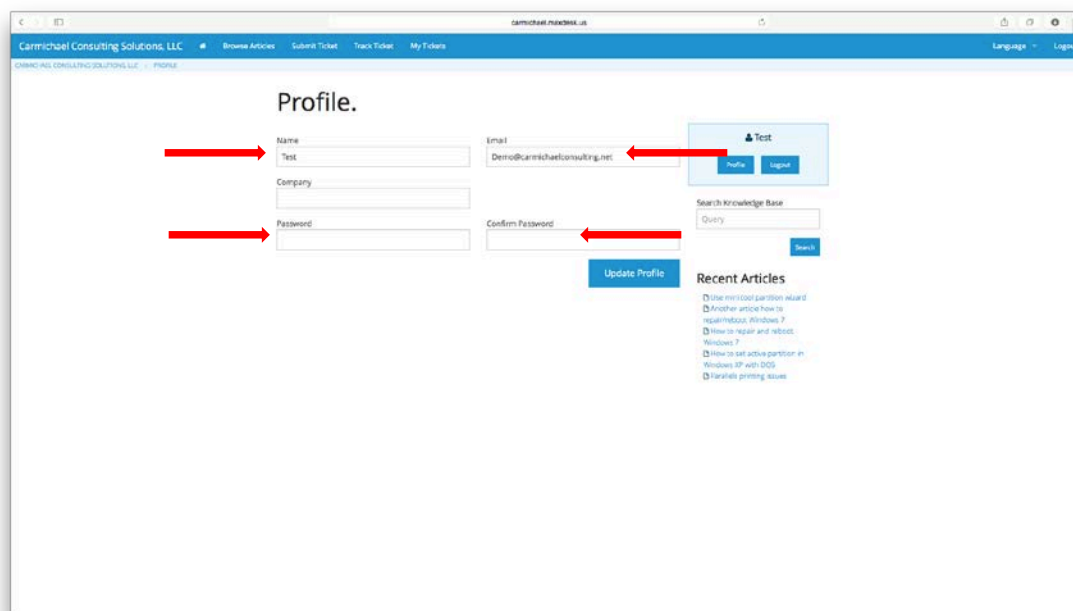 carmichael.maxdesk.us
Carmichael Consulting Solutions, LLC Browse Articles Submit Ticket Track Ticket My Tickets Language Logout
CARMICHAEL CONSULTING SOLUTIONS, LLC / PROFILE
Profile.
Name
Test
Email
Demo@carmichaelconsulting.net
Company
Password
Confirm Password
Update Profile
Test
Profile Logout
Search Knowledge Base
Query
Search
Recent Articles
Use mini tool partition wizard
Another article how to
repair/reboot Windows 7
How to repair and reboot
Windows 7
How to set active partition in
Windows XP with DOS
Parallels printing issues